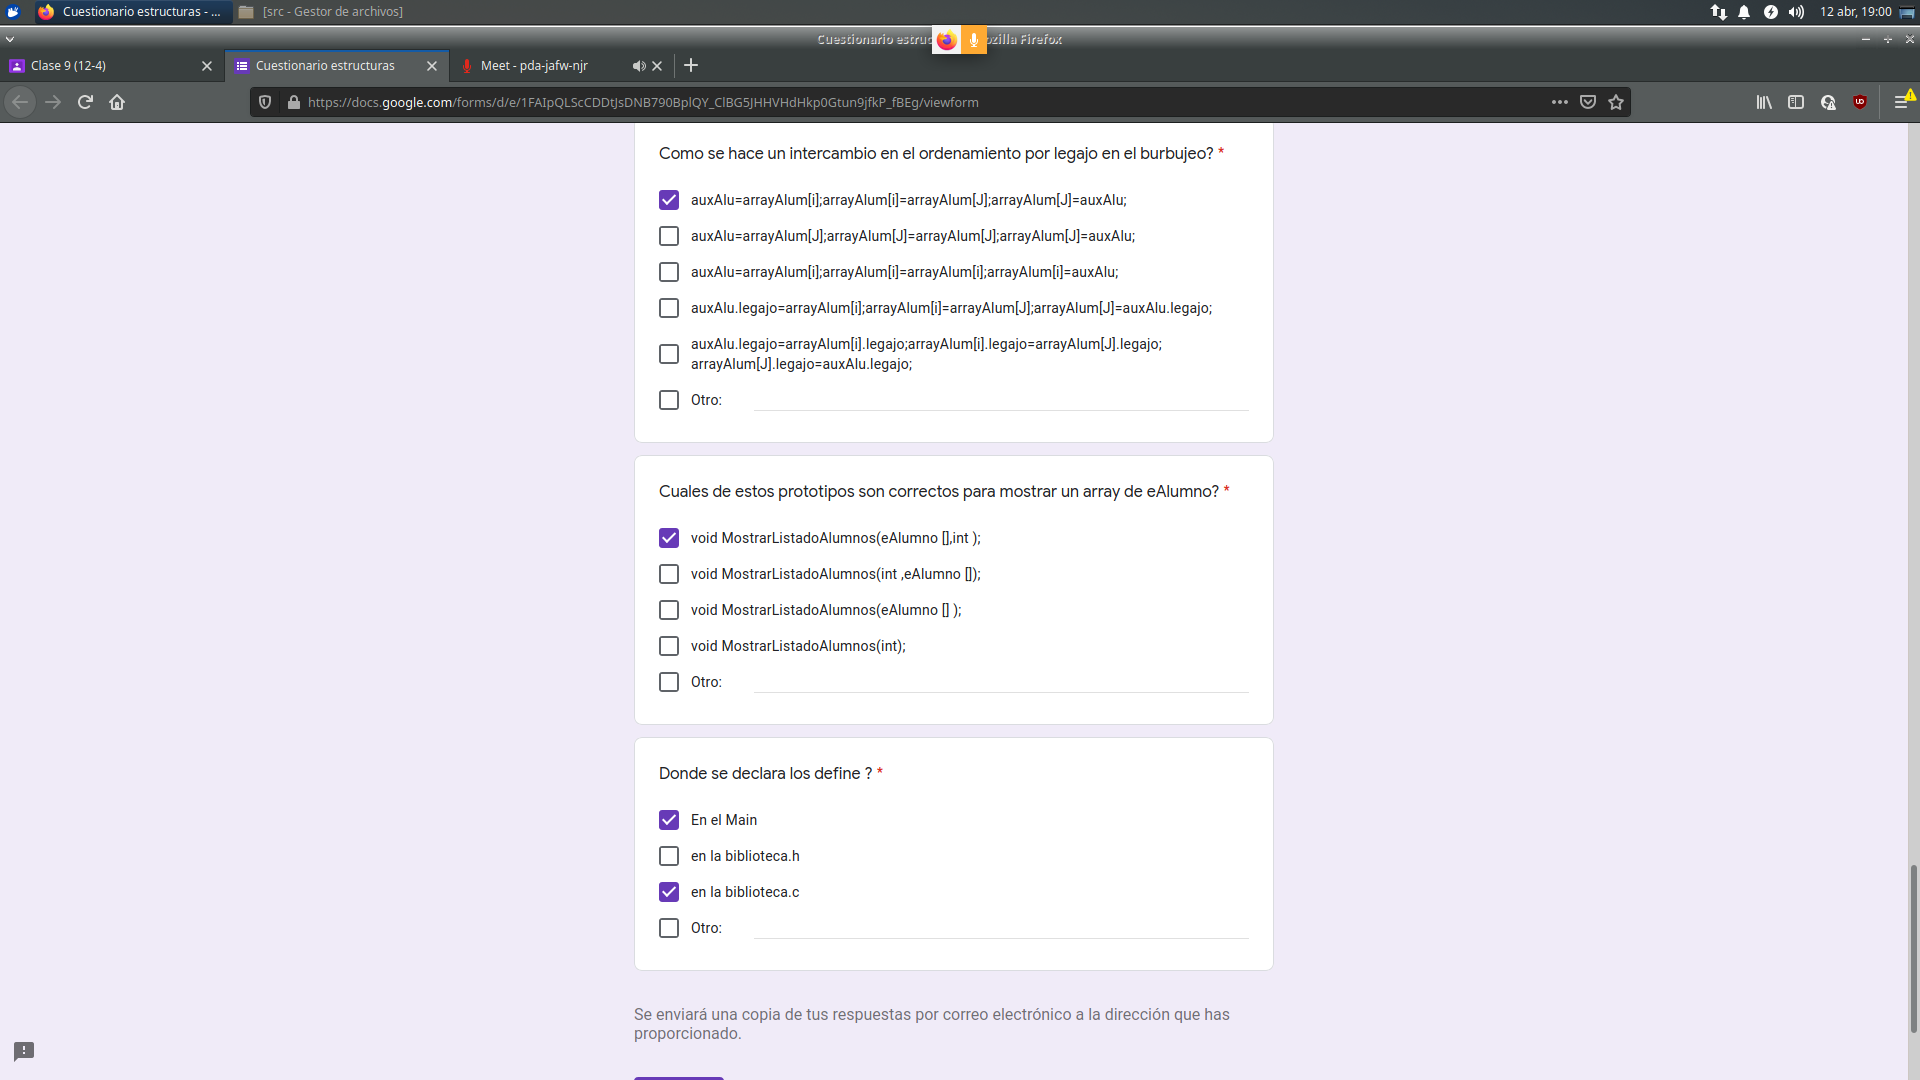 Cuestionario estructuras - ...
[src - Gestor de archivos]
12 abr, 19:00
Cuestionario estruc
ozilla Firefox
Clase 9 (12-4)
Cuestionario estructuras
Meet - pda-jafw-njr
https://docs.google.com/forms/d/e/1FAIpQLScCDDtJsDNB790BplQY_ClBG5JHHVHdHkp0Gtun9jfkP_fBEg/viewform
Como se hace un intercambio en el ordenamiento por legajo en el burbujeo? *
auxAlu=arrayAlum[i];arrayAlum[i]=arrayAlum[J];arrayAlum[J]=auxAlu;
auxAlu=arrayAlum[J];arrayAlum[J]=arrayAlum[J];arrayAlum[J]=auxAlu;
auxAlu=arrayAlum[i];arrayAlum[i]=arrayAlum[i];arrayAlum[i]=auxAlu;
auxAlu.legajo=arrayAlum[i];arrayAlum[i]=arrayAlum[J];arrayAlum[J]=auxAlu.legajo;
auxAlu.legajo=arrayAlum[i].legajo;arrayAlum[i].legajo=arrayAlum[J].legajo;
arrayAlum[J].legajo=auxAlu.legajo;
Otro:
Cuales de estos prototipos son correctos para mostrar un array de eAlumno? *
void MostrarListadoAlumnos(eAlumno [],int );
void MostrarListadoAlumnos(int ,eAlumno []);
void MostrarListadoAlumnos(eAlumno [] );
void MostrarListadoAlumnos(int);
Otro:
Donde se declara los define ? *
En el Main
en la biblioteca.h
en la biblioteca.c
Otro:
Se enviará una copia de tus respuestas por correo electrónico a la dirección que has
proporcionado.